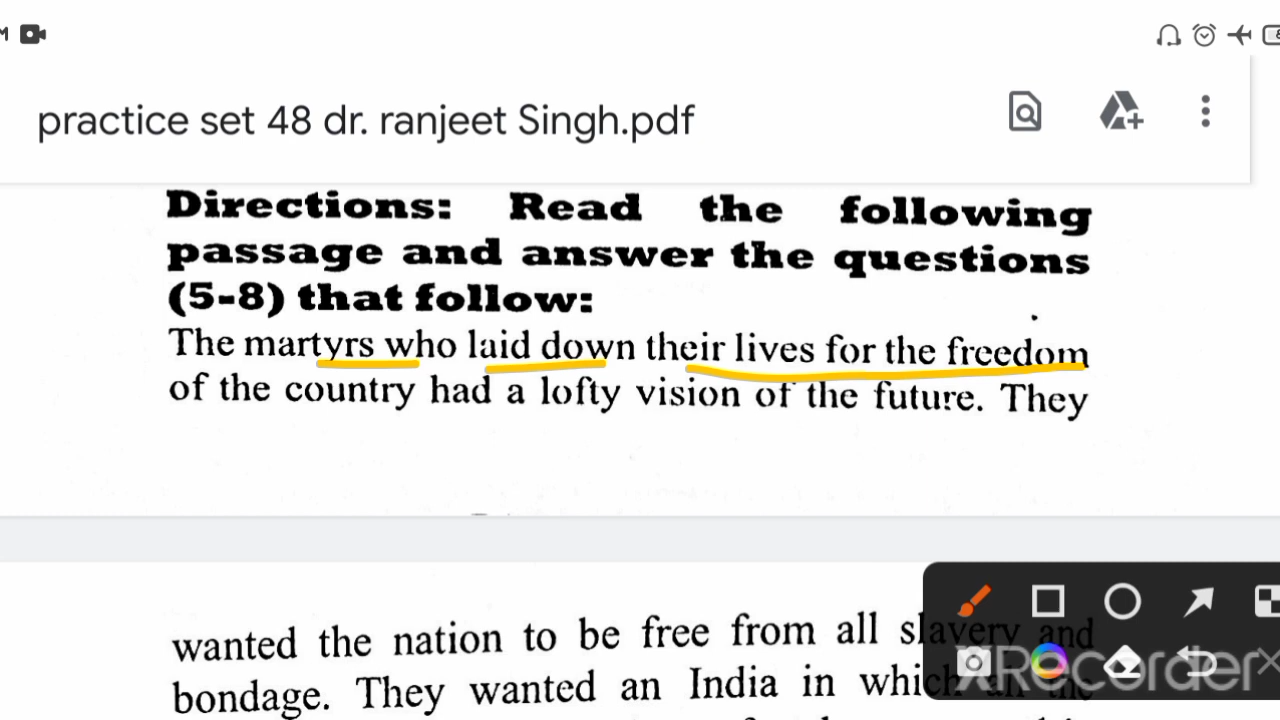 practice set 48 dr. ranjeet Singh.pdf
Directions: Read the following
passage and answer the questions
(5-8) that follow:
The martyrs who laid down their lives for the freedom
of the country had a lofty vision of the future. They
wanted the nation to be free from all slavery and
bondage. They wanted an India in which all the
XRecorder